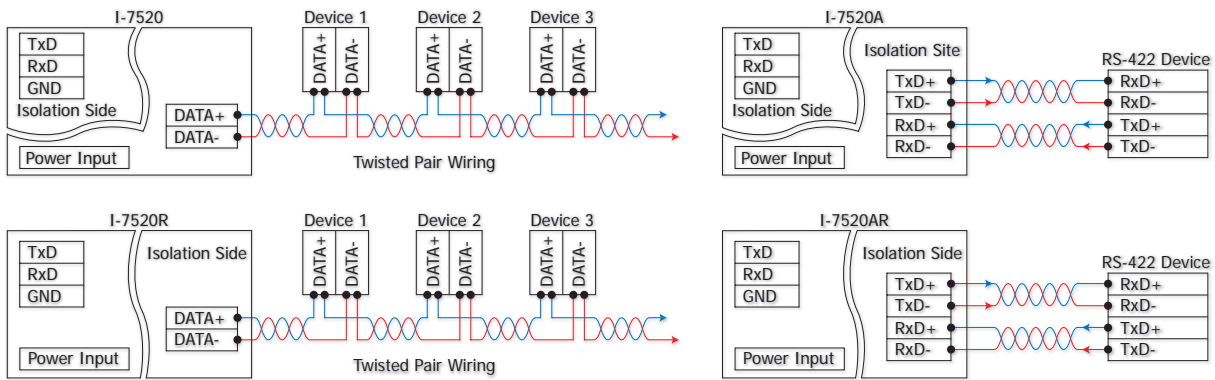 I-7520
TxD
RxD
GND
Isolation Side
Power Input
DATA+
DATA-
Device 1
DATA+
DATA-
Device 2
DATA+
DATA-
Device 3
DATA+
DATA-
Twisted Pair Wiring
I-7520A
TxD
RxD
GND
Isolation Side
Power Input
Isolation Site
TxD+
TxD-
RxD+
RxD-
RS-422 Device
RxD+
RxD-
TxD+
TxD-
I-7520R
TxD
RxD
GND
Power Input
Isolation Side
DATA+
DATA-
Device 1
DATA+
DATA-
Device 2
DATA+
DATA-
Device 3
DATA+
DATA-
Twisted Pair Wiring
I-7520AR
TxD
RxD
GND
Power Input
Isolation Side
TxD+
TxD-
RxD+
RxD-
RS-422 Device
RxD+
RxD-
TxD+
TxD-